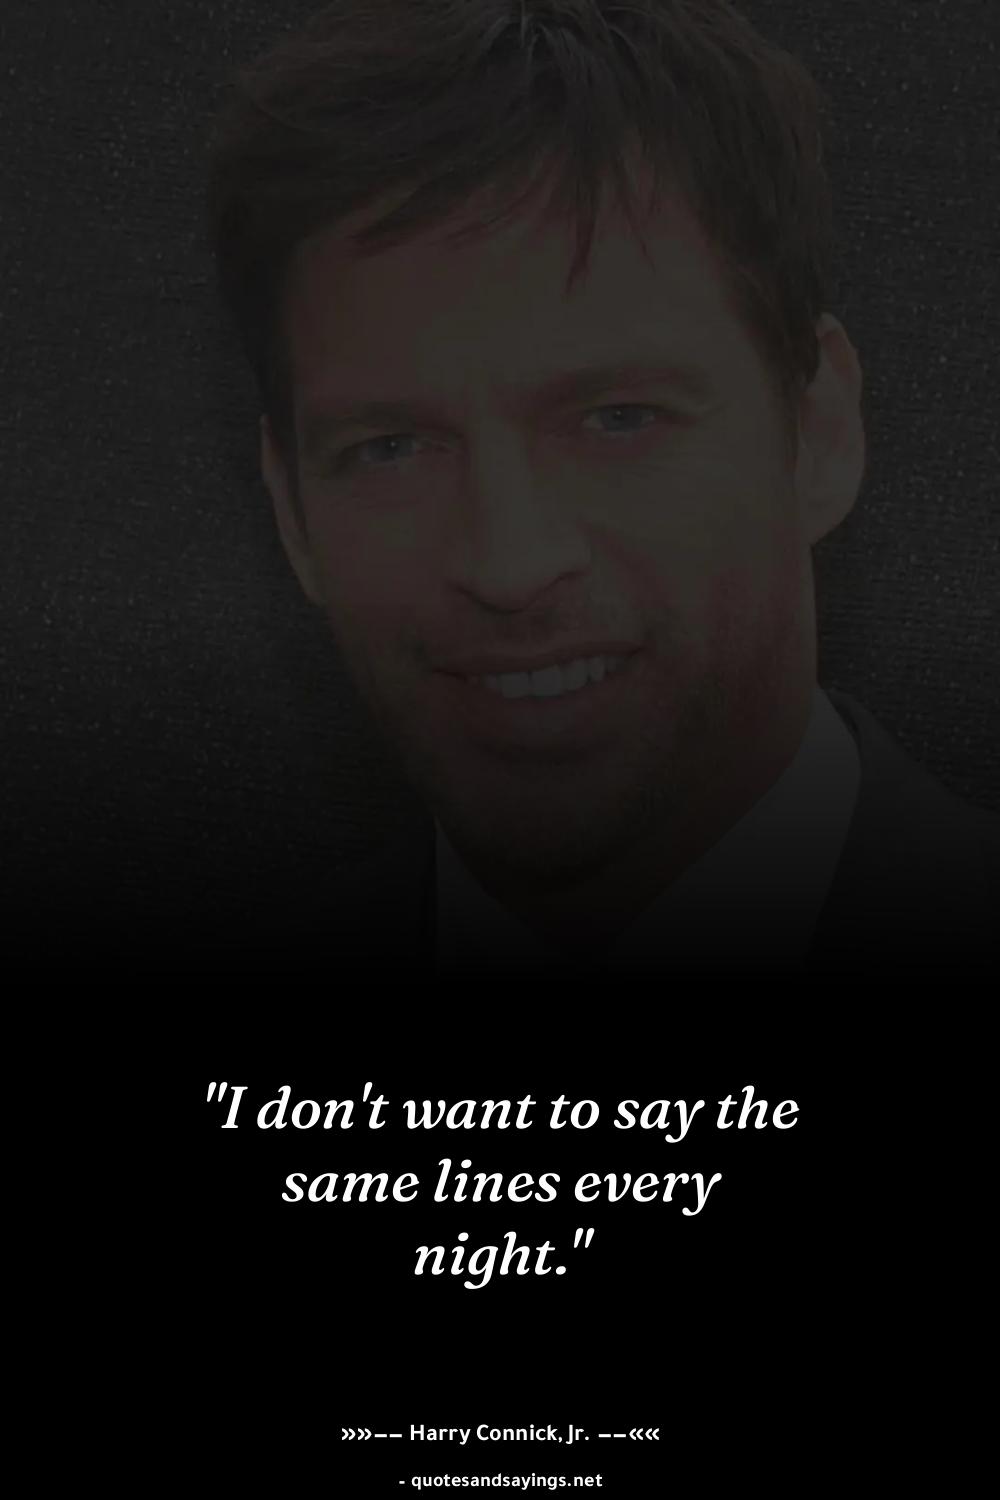 "I don't want to say the
same lines every
night."
»»–– Harry Connick, Jr. ––««
- quotesandsayings.net